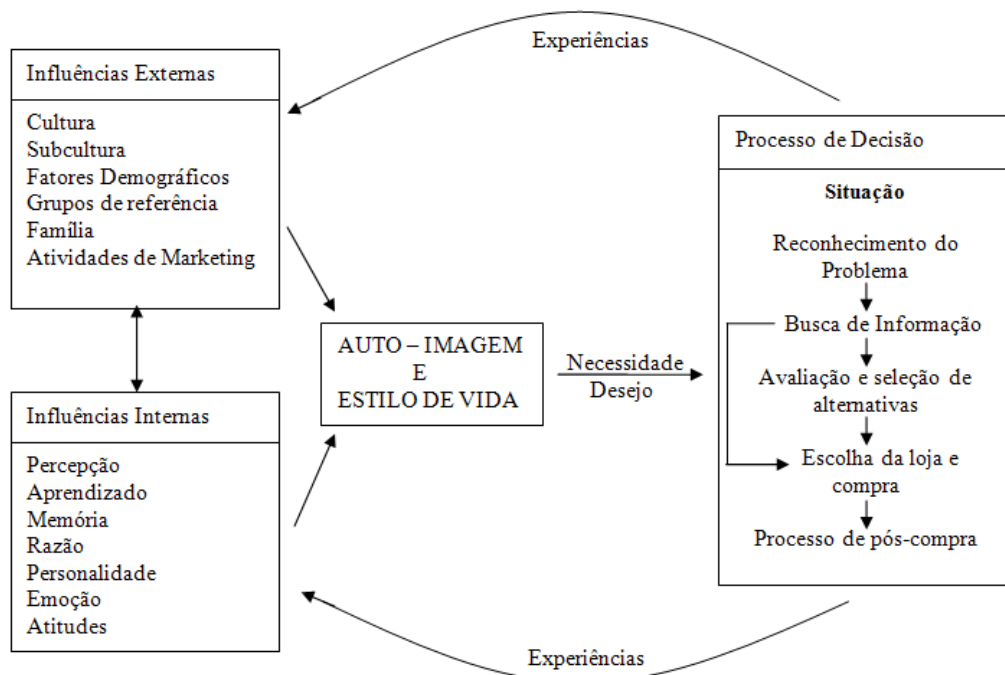 Experiências
Influências Externas
Cultura
Subcultura
Fatores Demográficos
Grupos de referência
Família
Atividades de Marketing
Influências Internas
Percepção
Aprendizado
Memória
Razão
Personalidade
Emoção
Atitudes
AUTO – IMAGEM
E
ESTILO DE VIDA
Necessidade
Desejo
Processo de Decisão
Situação
Reconhecimento do
Problema
Busca de Informação
Avaliação e seleção de
alternativas
Escolha da loja e
compra
Processo de pós-compra
Experiências